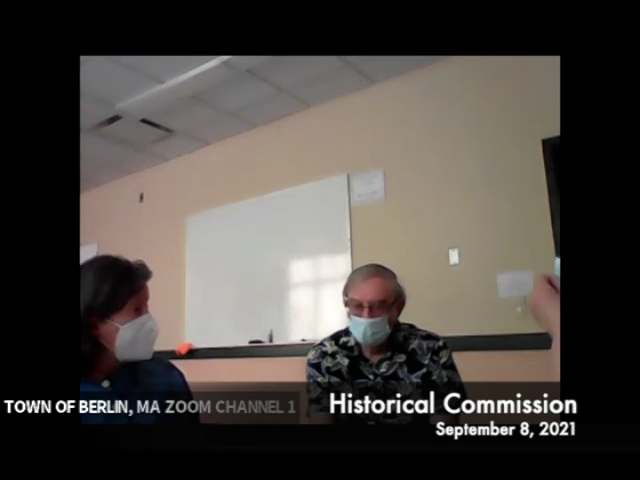 TOWN OF BERLIN, MA ZOOM CHANNEL 1
Historical Commission
September 8, 2021